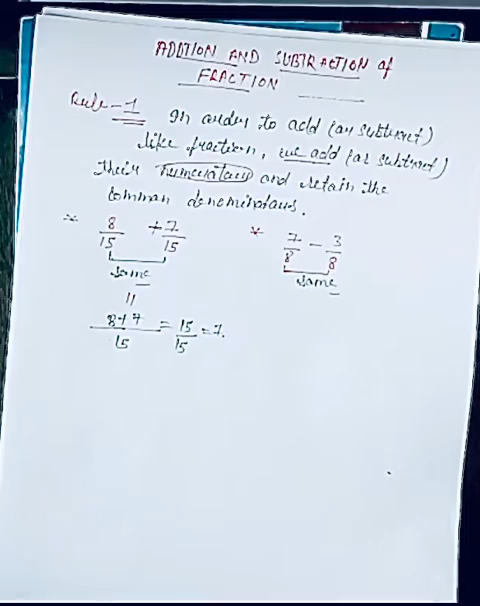 ADDTION AND SUBTRACTION of
FRACTION
Rule-1 In order to add (or subtract)
like fraction, we add (or subtract)
their numerators and retain the
common denominators.
* 8/15 + 7/15 * 7/8 - 3/8
same same
||
8+7/15 = 15/15 = 1.